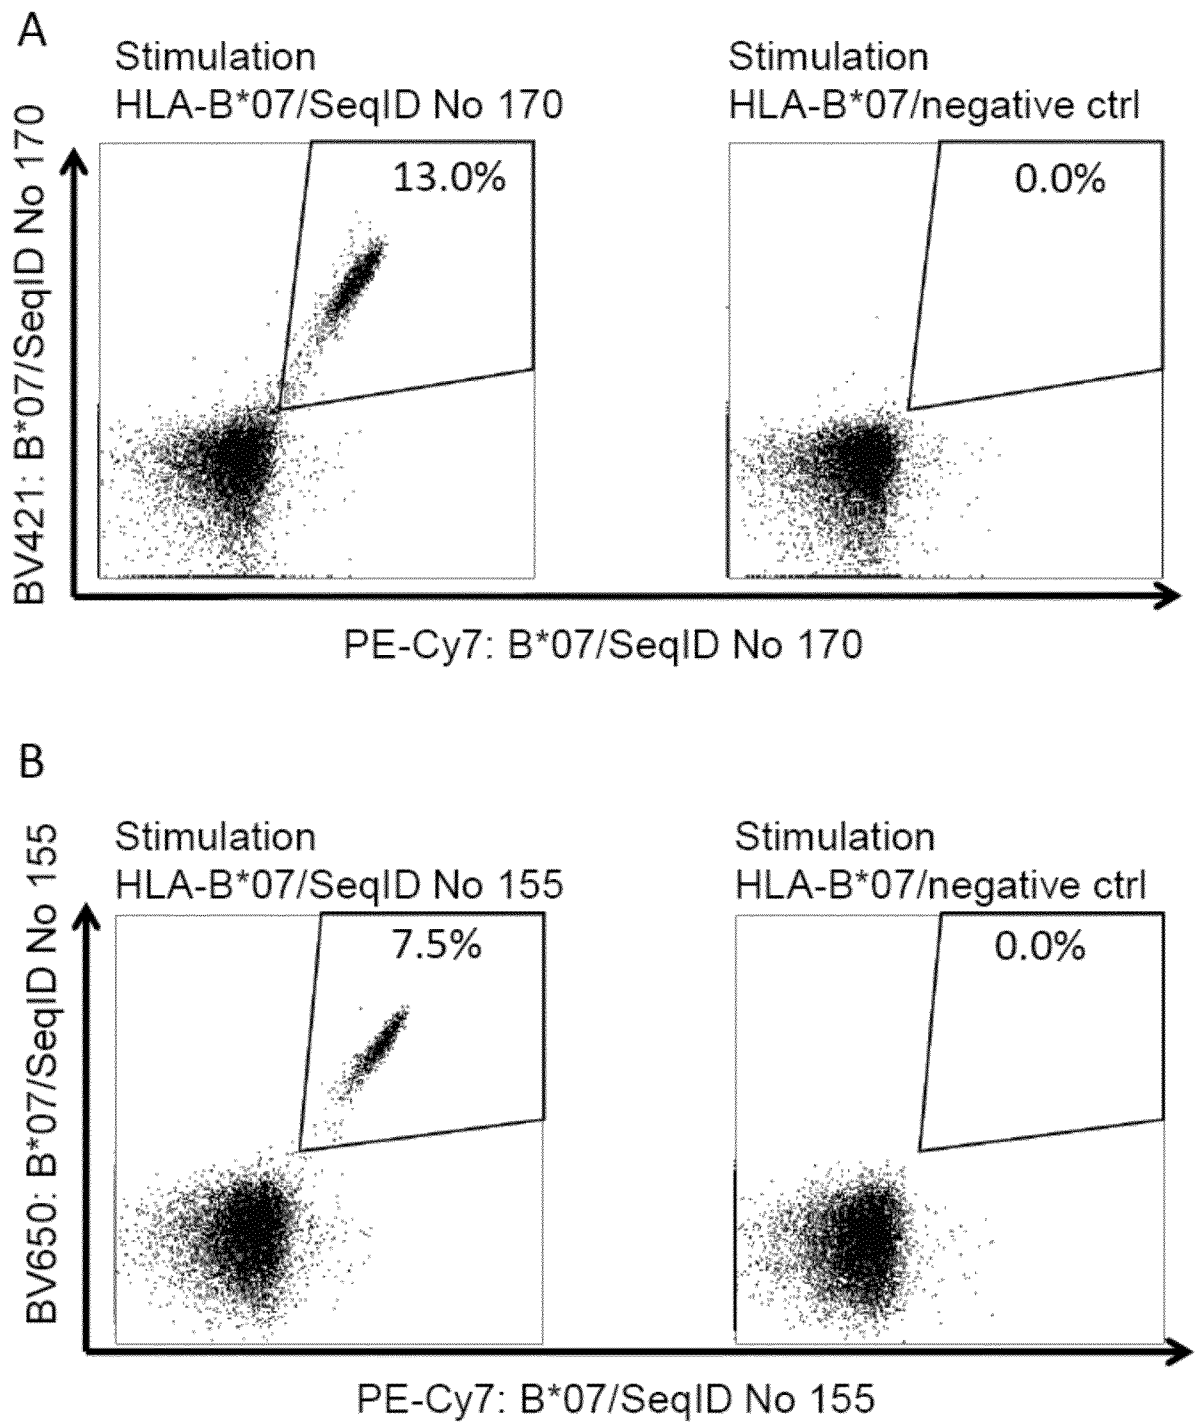 A
Stimulation
HLA-B*07/SeqID No 170
Stimulation
HLA-B*07/negative ctrl
BV421: B*07/SeqID No 170
13.0%
0.0%
PE-Cy7: B*07/SeqID No 170
B
Stimulation
HLA-B*07/SeqID No 155
Stimulation
HLA-B*07/negative ctrl
BV650: B*07/SeqID No 155
7.5%
0.0%
PE-Cy7: B*07/SeqID No 155